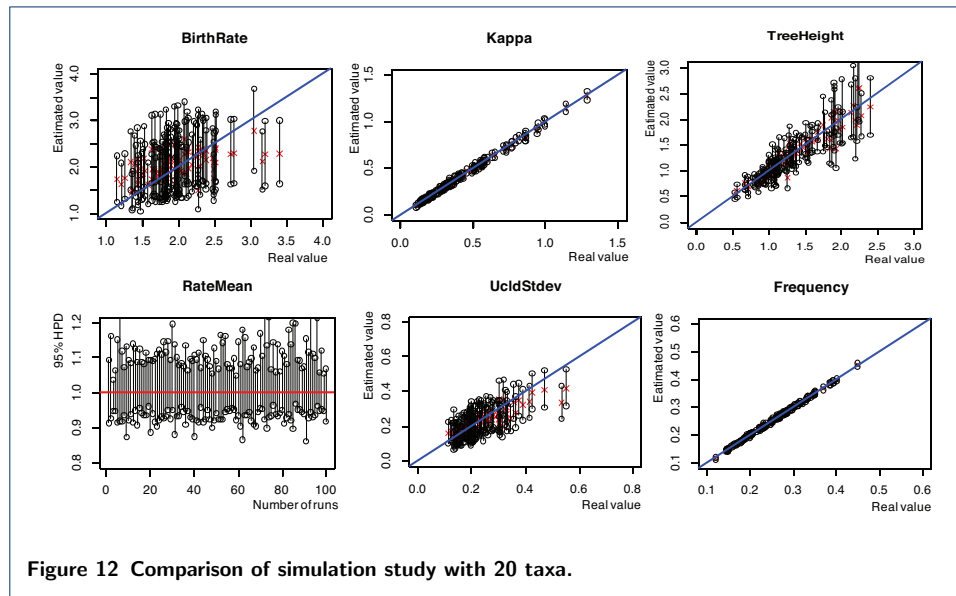 BirthRate
Eatimated value
4.0
3.0
2.0
1.0
1.0 1.5 2.0 2.5 3.0 3.5 4.0
Real value
Kappa
Eatimated value
1.5
1.0
0.5
0.0
0.0 0.5 1.0 1.5
Real value
TreeHeight
Eatimated value
3.0
2.5
2.0
1.5
1.0
0.5
0.0
0.0 0.5 1.0 1.5 2.0 2.5 3.0
Real value
RateMean
95% HPD
1.2
1.1
1.0
0.9
0.8
0 20 40 60 80 100
Number of runs
UcldStdev
Eatimated value
0.8
0.6
0.4
0.2
0.0
0.0 0.2 0.4 0.6 0.8
Real value
Frequency
Eatimated value
0.6
0.5
0.4
0.3
0.2
0.1
0.1 0.2 0.3 0.4 0.5 0.6
Real value
Figure 12 Comparison of simulation study with 20 taxa.